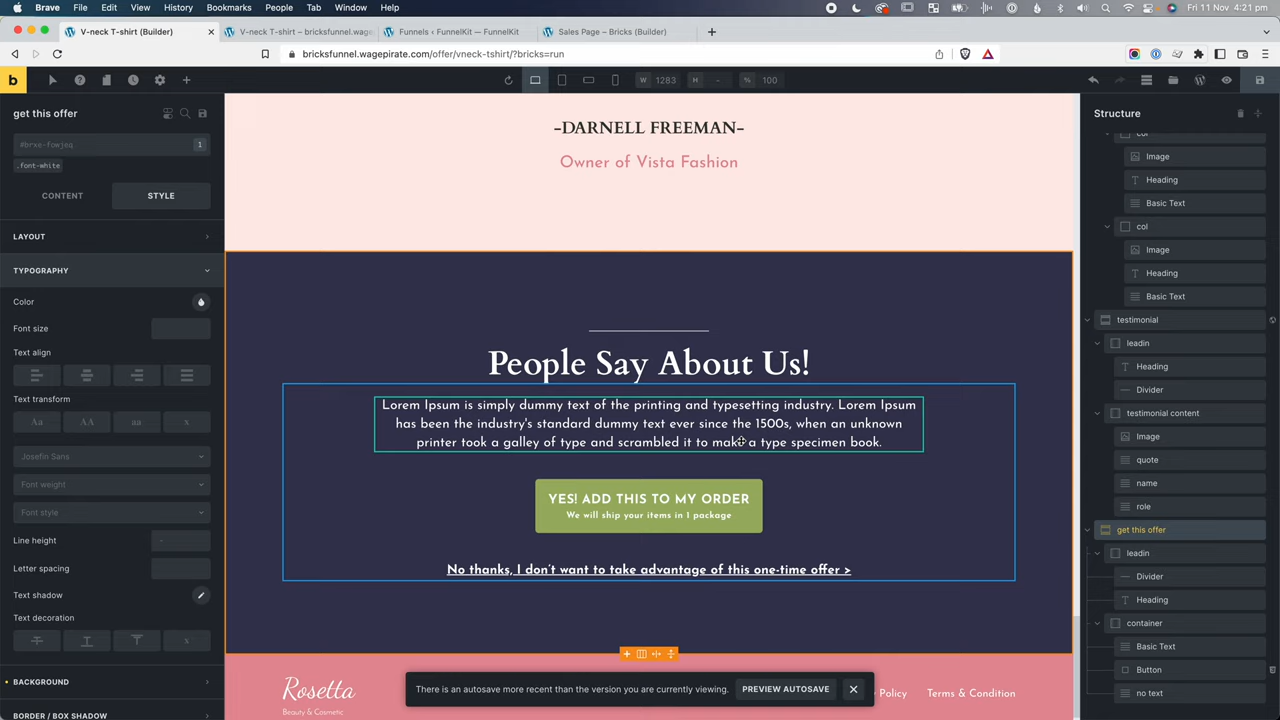 Brave File Edit View History Bookmarks People Tab Window Help
Fri 11 Nov 4:21 pm
V-neck T-shirt (Builder)
V-neck T-shirt – bricksfunnel.wage
Funnels ‹ FunnelKit — WordPress
Sales Page – Bricks (Builder)
bricksfunnel.wagepirate.com/offer/vneck-tshirt/?bricks=run
b
W 1283 H - % 100
get this offer
#brxe-fowjeq
1
.font-white
CONTENT STYLE
LAYOUT
TYPOGRAPHY
Color
Font size
Text align
Text transform
Aa AA aa x
Josefin Sans
Font weight
Font style
Line height
-
Letter spacing
Text shadow
Text decoration
x
BACKGROUND
BORDER / BOX SHADOW
-DARNELL FREEMAN-
Owner of Vista Fashion
People Say About Us!
Lorem Ipsum is simply dummy text of the printing and typesetting industry. Lorem Ipsum
has been the industry's standard dummy text ever since the 1500s, when an unknown
printer took a galley of type and scrambled it to make a type specimen book.
YES! ADD THIS TO MY ORDER
We will ship your items in 1 package
No thanks, I don't want to take advantage of this one-time offer >
Rosetta
Beauty & Cosmetic
There is an autosave more recent than the version you are currently viewing.
PREVIEW AUTOSAVE
Policy
Terms & Condition
Structure
col
Image
Heading
Basic Text
col
Image
Heading
Basic Text
testimonial
leadin
Heading
Divider
testimonial content
Image
quote
name
role
get this offer
leadin
Divider
Heading
container
Basic Text
Button
no text